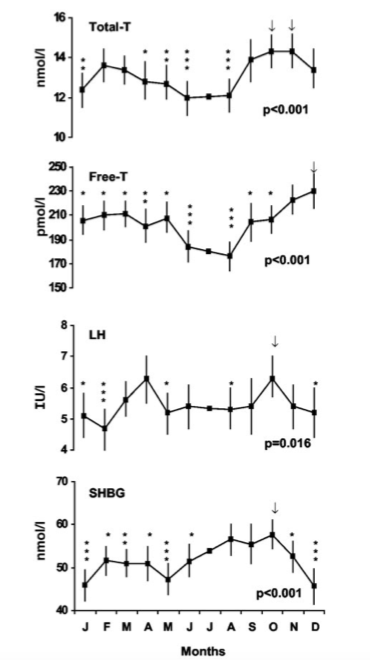 16
Total-T
14
nmol/l
12
p<0.001
10
250
Free-T
230
210
pmol/l
190
170
p<0.001
150
8
LH
7
6
IU/l
5
p=0.016
4
70
SHBG
60
nmol/l
50
p<0.001
40
J F M A M J J A S O N D
Months